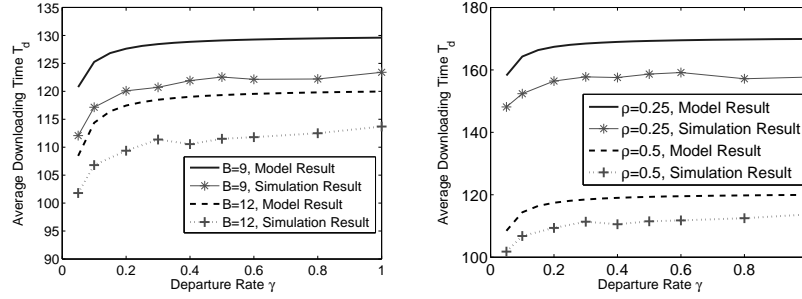 135
130
125
120
115
110
105
100
95
90
Average Downloading Time T_d
0 0.2 0.4 0.6 0.8 1
Departure Rate γ
B=9, Model Result
B=9, Simulation Result
B=12, Model Result
B=12, Simulation Result
180
160
140
120
100
Average Downloading Time T_d
0 0.2 0.4 0.6 0.8
Departure Rate γ
ρ=0.25, Model Result
ρ=0.25, Simulation Result
ρ=0.5, Model Result
ρ=0.5, Simulation Result